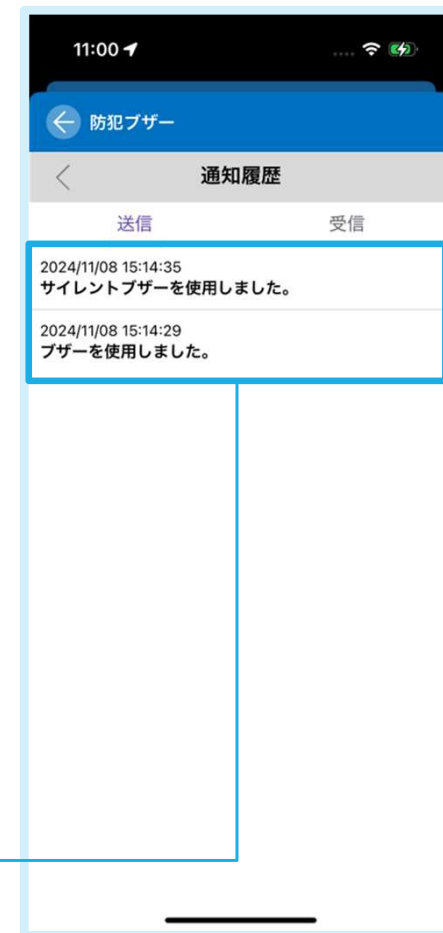 11:00
防犯ブザー
通知履歴
送信 受信
2024/11/08 15:14:35
サイレントブザーを使用しました。
2024/11/08 15:14:29
ブザーを使用しました。